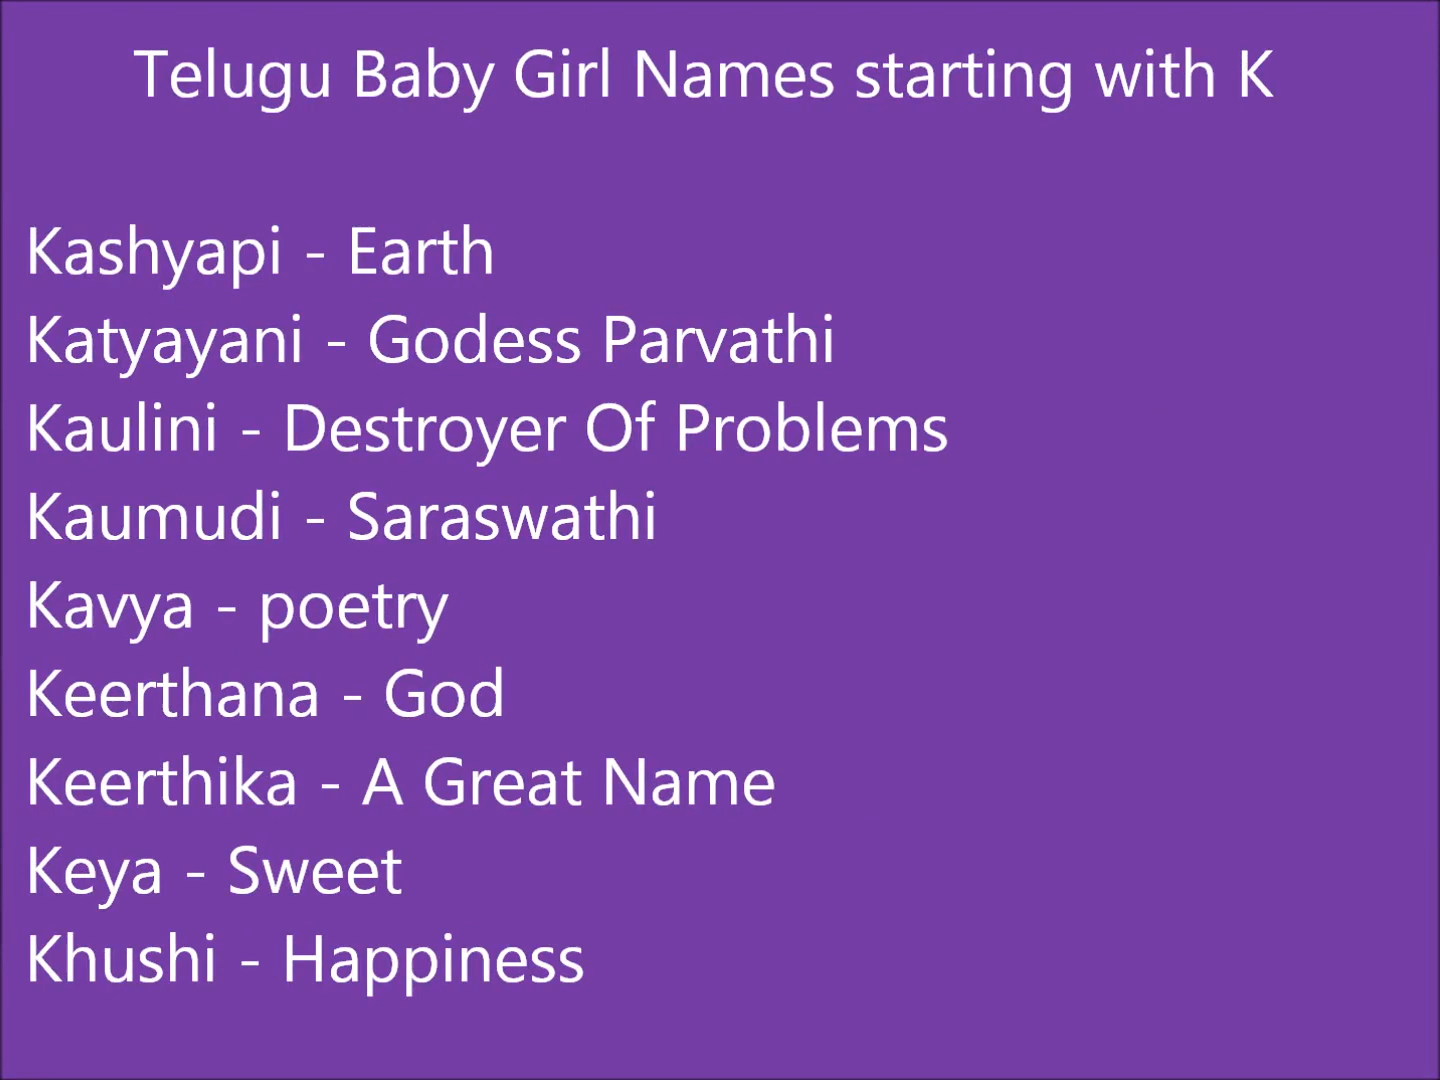 Telugu Baby Girl Names starting with K
Kashyapi - Earth
Katyayani - Godess Parvathi
Kaulini - Destroyer Of Problems
Kaumudi - Saraswathi
Kavya - poetry
Keerthana - God
Keerthika - A Great Name
Keya - Sweet
Khushi - Happiness